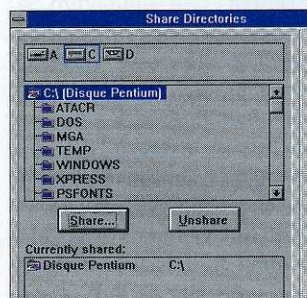 Share Directories
A C D
C:\ (Disque Pentium)
ATACR
DOS
MGA
TEMP
WINDOWS
XPRESS
PSFONTS
Share... Unshare
Currently shared:
Disque Pentium C:\